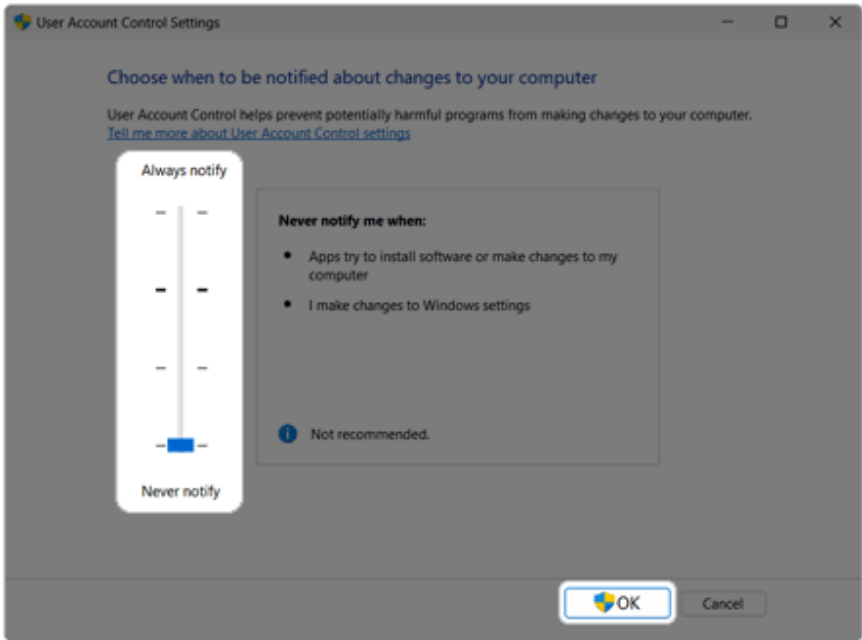 User Account Control Settings
Choose when to be notified about changes to your computer
User Account Control helps prevent potentially harmful programs from making changes to your computer.
Tell me more about User Account Control settings
Always notify
Never notify me when:
Apps try to install software or make changes to my
computer
I make changes to Windows settings
Not recommended.
Never notify
OK
Cancel